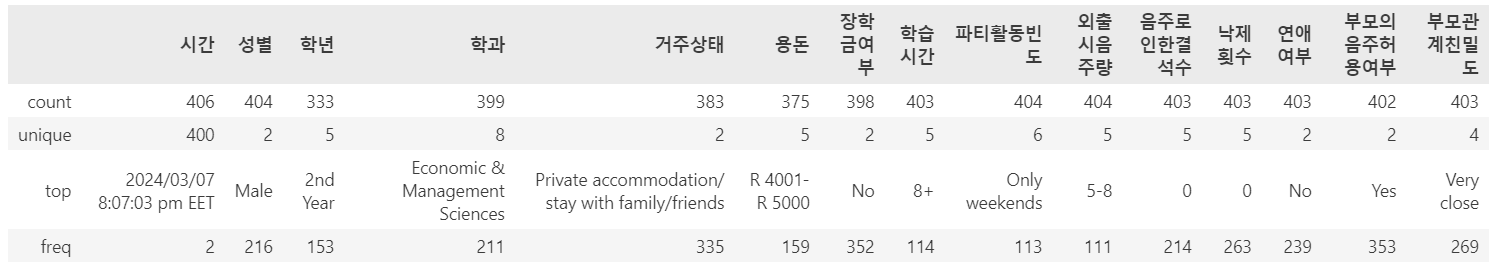 시간 성별 학년 학과 거주상태 용돈 장학금여부 학습시간 파티활동빈도 외출시음주량 음주로인한결석수 낙제횟수 연애여부 부모의음주허용여부 부모관계친밀도
count 406 404 333 399 383 375 398 403 404 404 403 403 403 402 403
unique 400 2 5 8 2 5 2 5 6 5 5 5 2 2 4
top 2024/03/07 8:07:03 pm EET Male 2nd Year Economic & Management Sciences Private accommodation/ stay with family/friends R 4001- R 5000 No 8+ Only weekends 5-8 0 0 No Yes Very close
freq 2 216 153 211 335 159 352 114 113 111 214 263 239 353 269